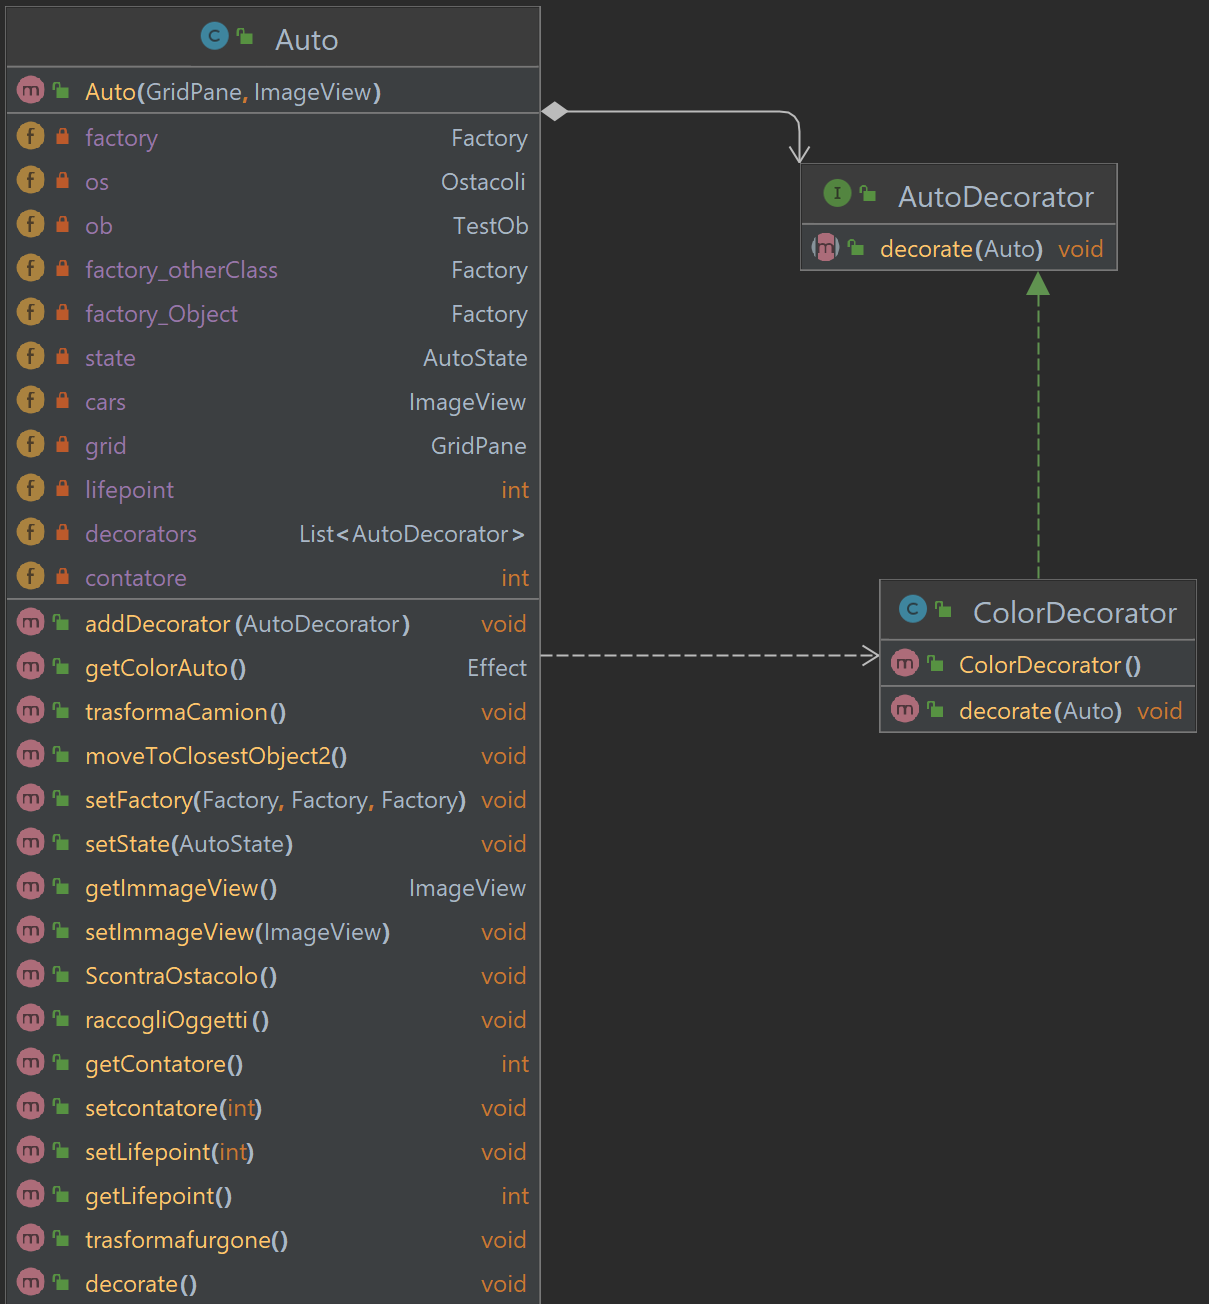 Auto
Auto(GridPane, ImageView)
factory Factory
os Ostacoli
ob TestOb
factory_otherClass Factory
factory_Object Factory
state AutoState
cars ImageView
grid GridPane
lifepoint int
decorators List<AutoDecorator>
contatore int
addDecorator(AutoDecorator) void
getColorAuto() Effect
trasformaCamion() void
moveToClosestObject2() void
setFactory(Factory, Factory, Factory) void
setState(AutoState) void
getImmageView() ImageView
setImmageView(ImageView) void
ScontraOstacolo() void
raccogliOggetti() void
getContatore() int
setcontatore(int) void
setLifepoint(int) void
getLifepoint() int
trasformafurgone() void
decorate() void
AutoDecorator
decorate(Auto) void
ColorDecorator
ColorDecorator()
decorate(Auto) void